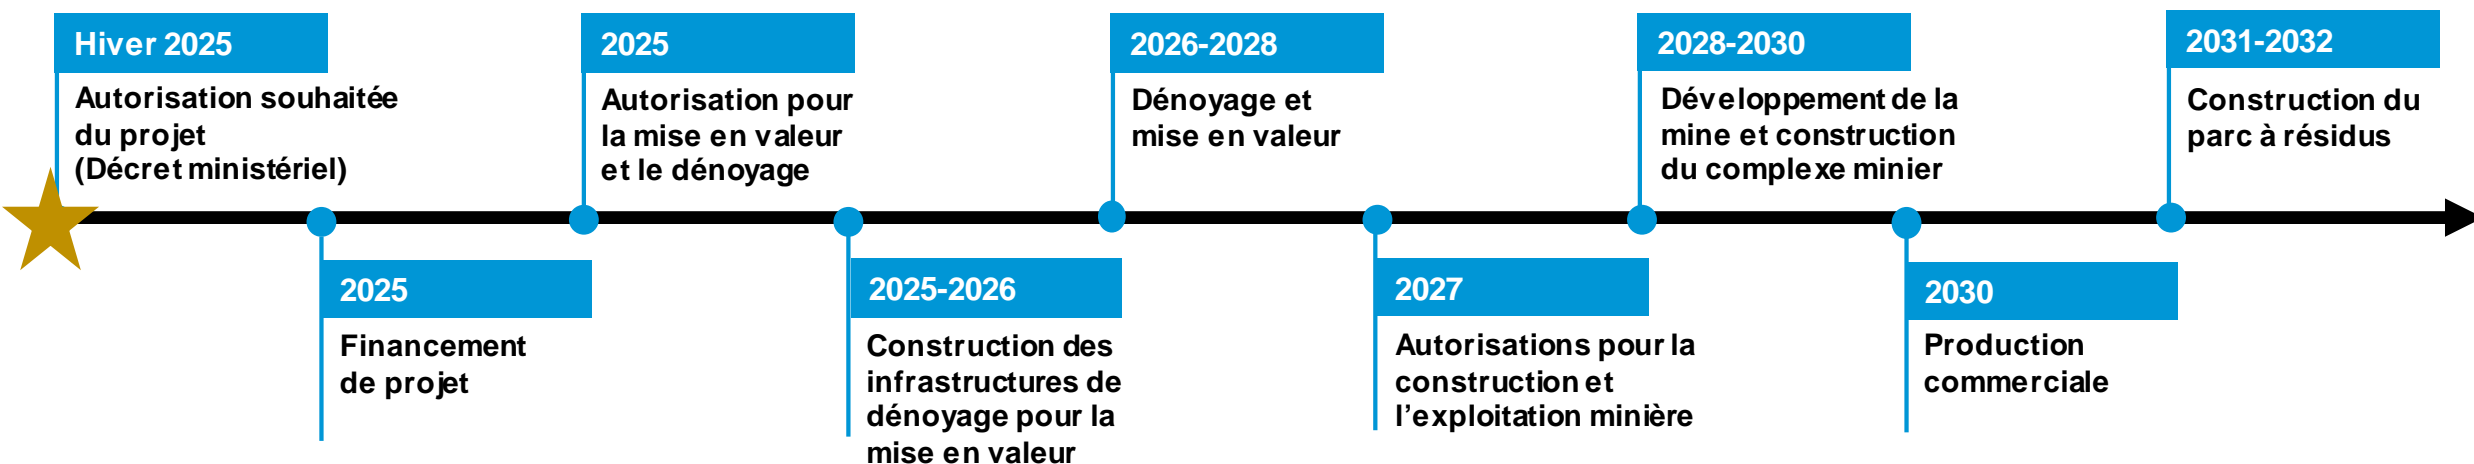 Hiver 2025
Autorisation souhaitée
du projet
(Décret ministériel)
2025
Financement
de projet
2025
Autorisation pour
la mise en valeur
et le dénoyage
2025-2026
Construction des
infrastructures de
dénoyage pour la
mise en valeur
2026-2028
Dénoyage et
mise en valeur
2027
Autorisations pour la
construction et
l’exploitation minière
2028-2030
Développement de la
mine et construction
du complexe minier
2030
Production
commerciale
2031-2032
Construction du
parc à résidus